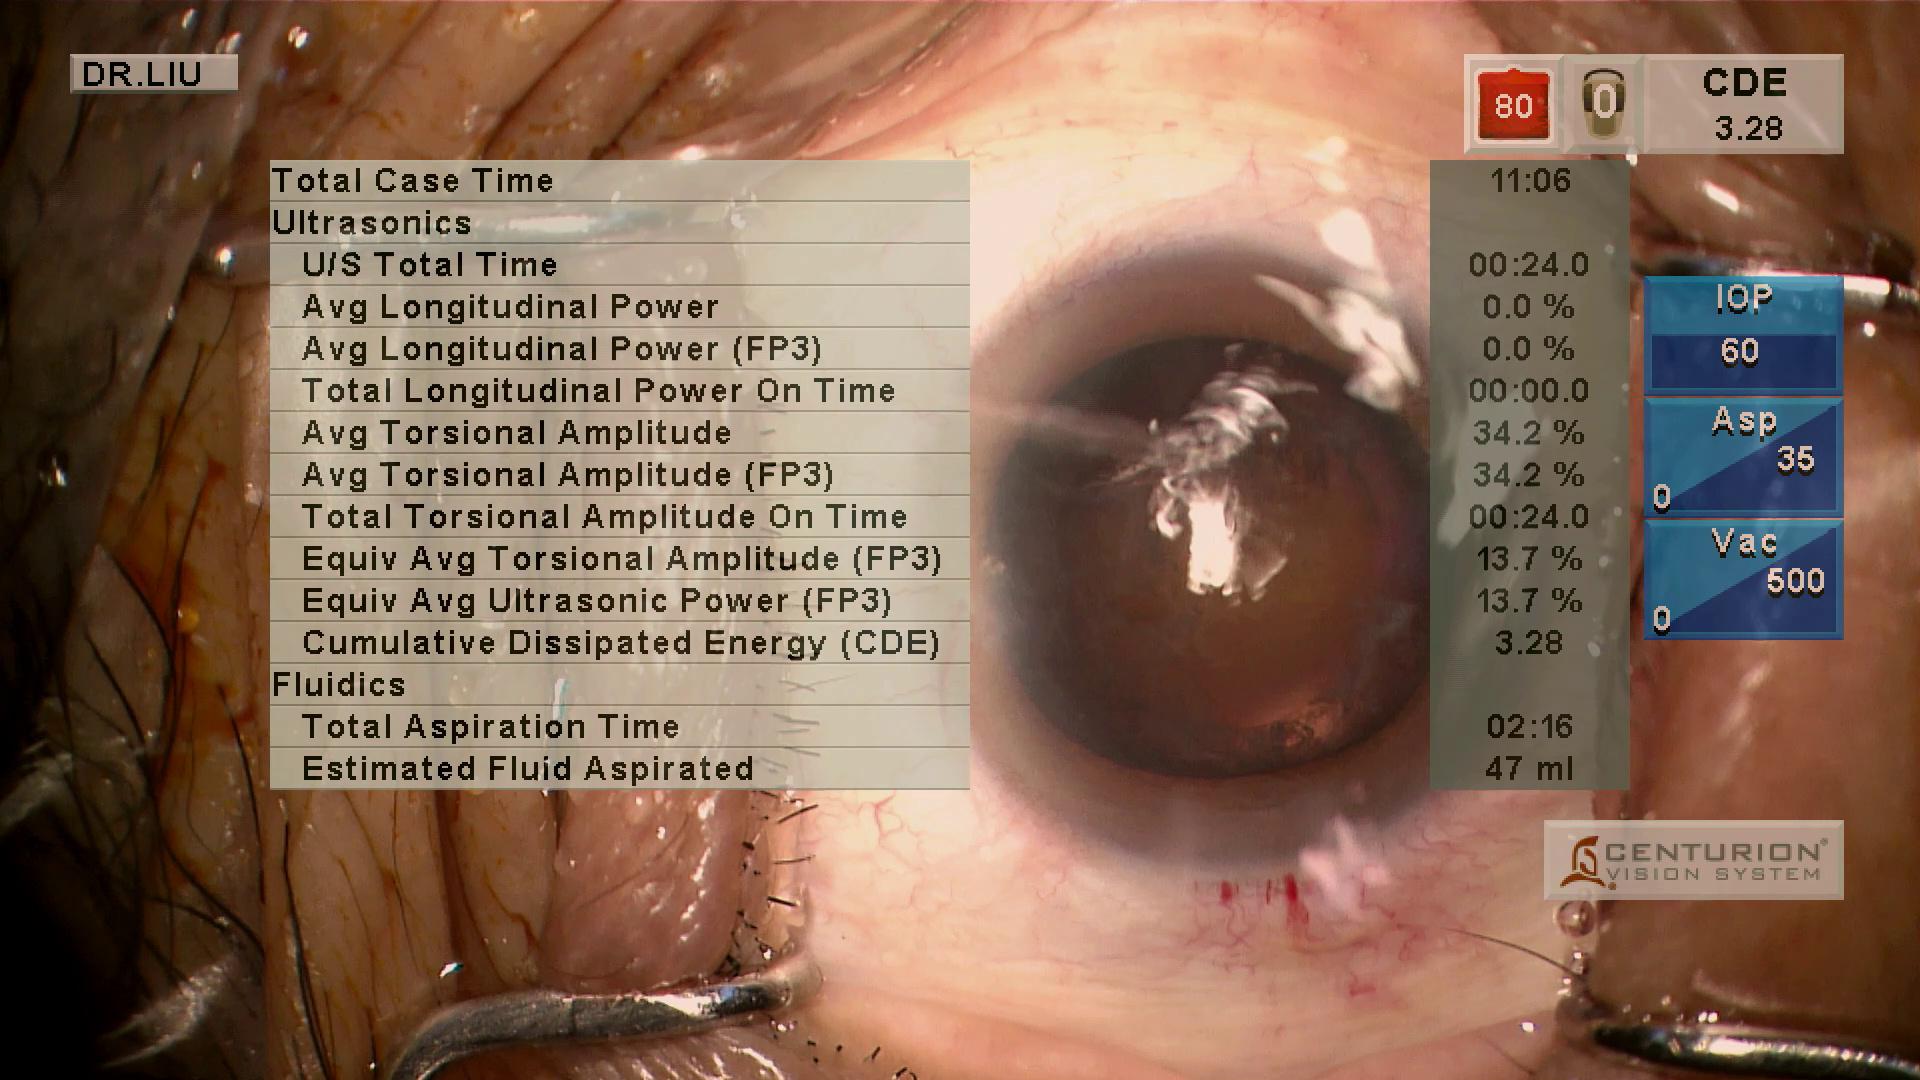 DR.LIU
80
0
CDE
3.28
Total Case Time 11:06
Ultrasonics
U/S Total Time 00:24.0
Avg Longitudinal Power 0.0 %
Avg Longitudinal Power (FP3) 0.0 %
Total Longitudinal Power On Time 00:00.0
Avg Torsional Amplitude 34.2 %
Avg Torsional Amplitude (FP3) 34.2 %
Total Torsional Amplitude On Time 00:24.0
Equiv Avg Torsional Amplitude (FP3) 13.7 %
Equiv Avg Ultrasonic Power (FP3) 13.7 %
Cumulative Dissipated Energy (CDE) 3.28
Fluidics
Total Aspiration Time 02:16
Estimated Fluid Aspirated 47 ml
IOP
60
Asp
35
0
Vac
500
0
CENTURION®
VISION SYSTEM